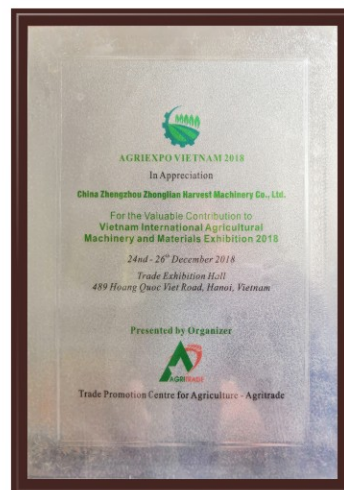 AGRIEXPO VIETNAM 2018
In Appreciation
China Zhengzhou Zhonglian Harvest Machinery Co., Ltd.
For the Valuable Contribution to
Vietnam International Agricultural
Machinery and Materials Exhibition 2018
24nd - 26th December 2018
Trade Exhibition Hall
489 Hoang Quoc Viet Road, Hanoi, Vietnam
Presented by Organizer
AGRITRADE
Trade Promotion Centre for Agriculture - Agritrade